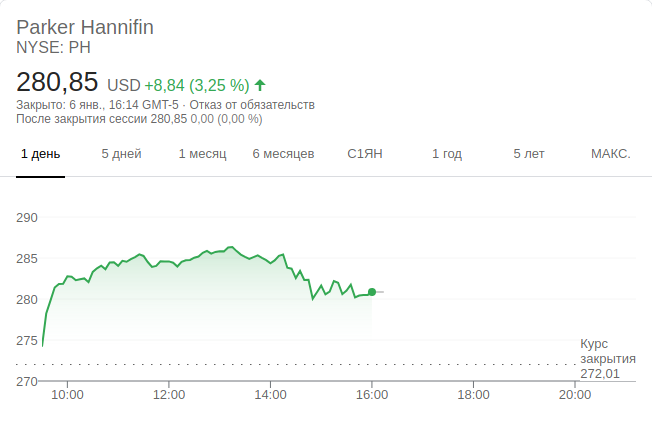 Parker Hannifin
NYSE: PH
280,85 USD +8,84 (3,25 %)
Закрыто: 6 янв., 16:14 GMT-5 · Отказ от обязательств
После закрытия сессии 280,85 0,00 (0,00 %)
1 день 5 дней 1 месяц 6 месяцев С1ЯН 1 год 5 лет МАКС.
290
285
280
275
Курс
закрытия
272,01
270
10:00 12:00 14:00 16:00 18:00 20:00